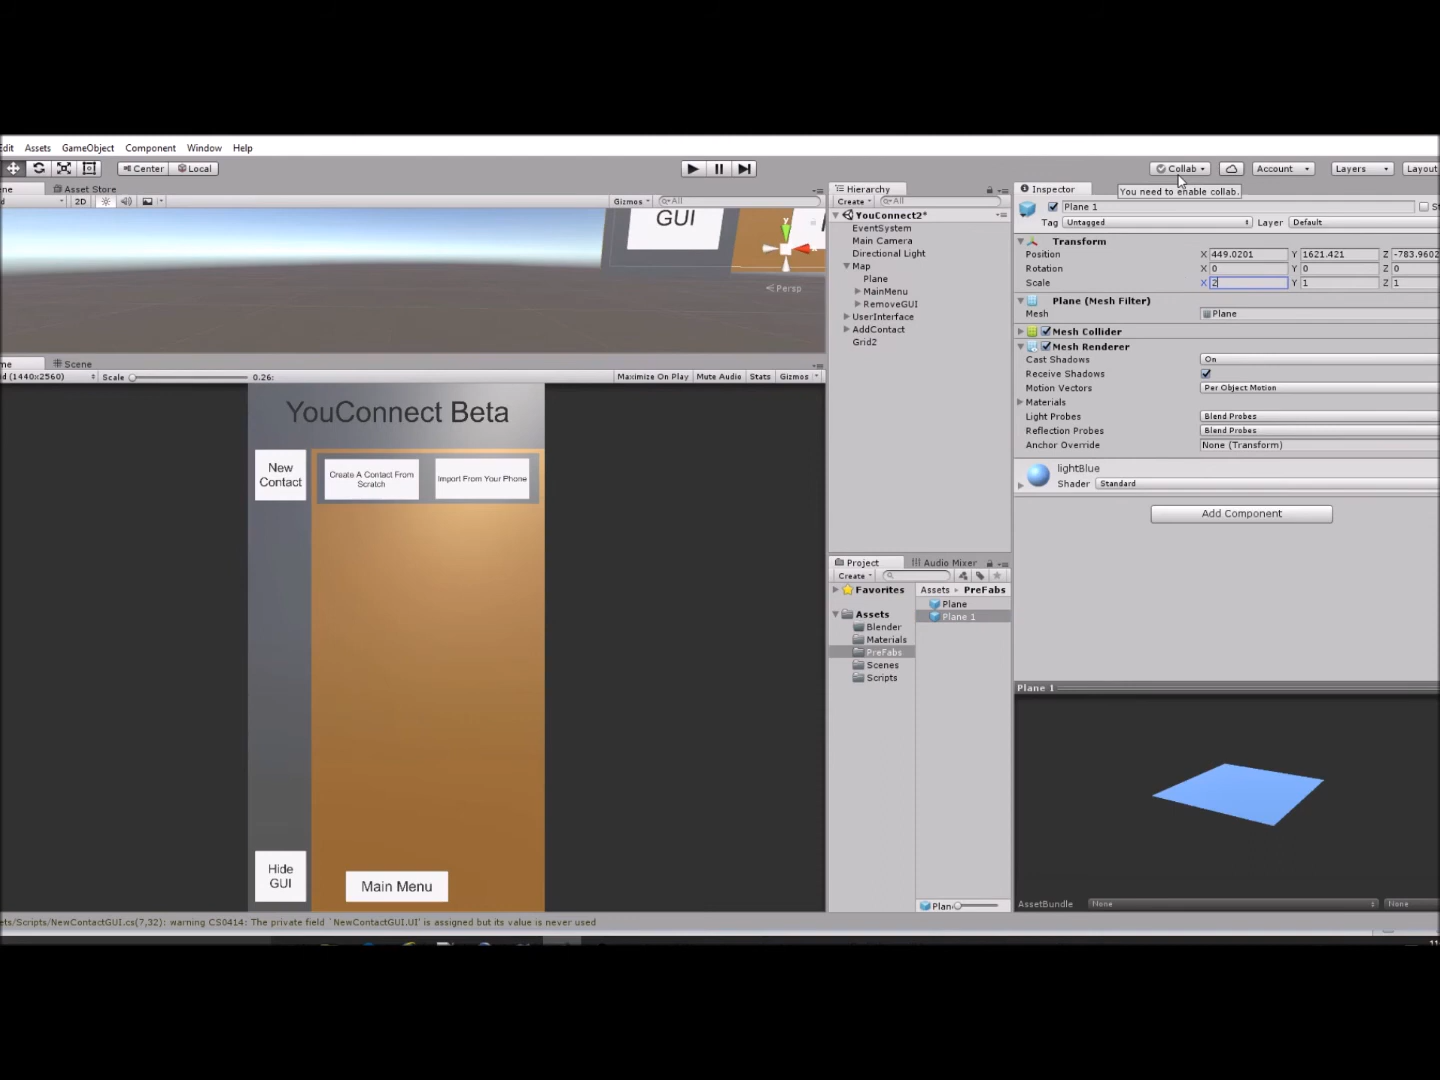 Edit Assets GameObject Component Window Help
Center Local Collab Account Layers Layout
Asset Store Hierarchy Inspector You need to enable collab.
2D Gizmos All Create All Plane 1
GUI YouConnect2* Tag Untagged Layer Default
EventSystem
Main Camera Transform
Directional Light Position X 449.0201 Y 1621.421 Z -783.9602
Map Rotation X 0 Y 0 Z 0
Plane Scale X 2 Y 1 Z 1
y
Persp MainMenu
RemoveGUI Plane (Mesh Filter)
UserInterface Mesh Plane
AddContact Mesh Collider
Grid2 Mesh Renderer
Cast Shadows On
Scene Receive Shadows
(1440x2560) Scale 0.26: Maximize On Play Mute Audio Stats Gizmos Motion Vectors Per Object Motion
Materials
YouConnect Beta Light Probes Blend Probes
Reflection Probes Blend Probes
Anchor Override None (Transform)
New Contact
Create A Contact From Scratch
Import From Your Phone
lightBlue
Shader Standard
Add Component
Project Audio Mixer
Create
Favorites Assets PreFabs
Plane
Assets Plane 1
Blender
Materials
PreFabs
Scenes
Scripts
Plane 1
Hide GUI
Main Menu
Plan
AssetBundle None None
ets/Scripts/NewContactGUI.cs(7,32): warning CS0414: The private field `NewContactGUI.UI' is assigned but its value is never used